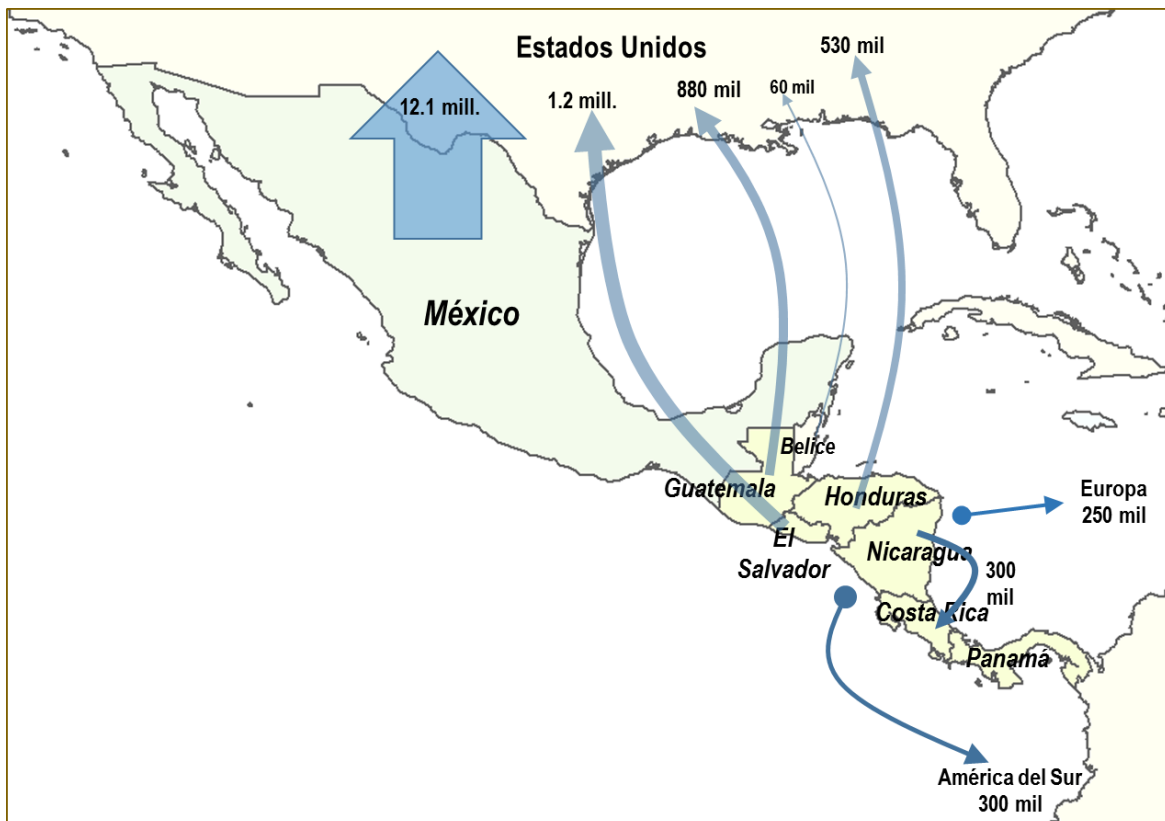 Estados Unidos
530 mil
12.1 mill.
1.2 mill.
880 mil
60 mil
México
Belice
Guatemala
Honduras
El
Salvador
Nicaragua
Europa
250 mil
300
mil
Costa Rica
Panamá
América del Sur
300 mil